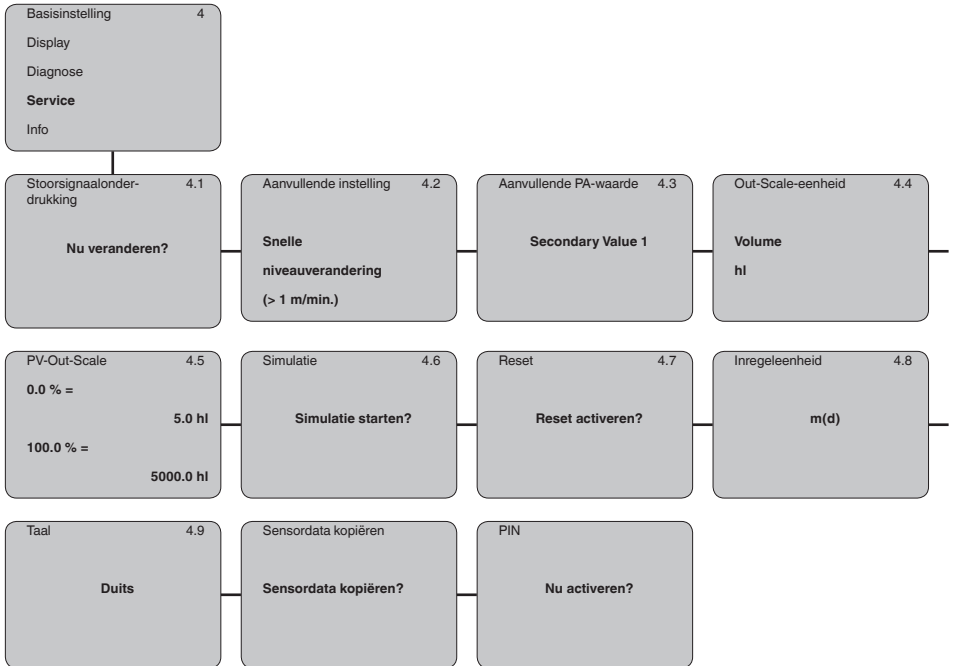 Basisinstelling 4
Display
Diagnose
Service
Info
Stoorsignaalonder- 4.1
drukking
Nu veranderen?
Aanvullende instelling 4.2
Snelle
niveauverandering
(> 1 m/min.)
Aanvullende PA-waarde 4.3
Secondary Value 1
Out-Scale-eenheid 4.4
Volume
hl
PV-Out-Scale 4.5
0.0 % =
5.0 hl
100.0 % =
5000.0 hl
Simulatie 4.6
Simulatie starten?
Reset 4.7
Reset activeren?
Inregeleenheid 4.8
m(d)
Taal 4.9
Duits
Sensordata kopiëren
Sensordata kopiëren?
PIN
Nu activeren?